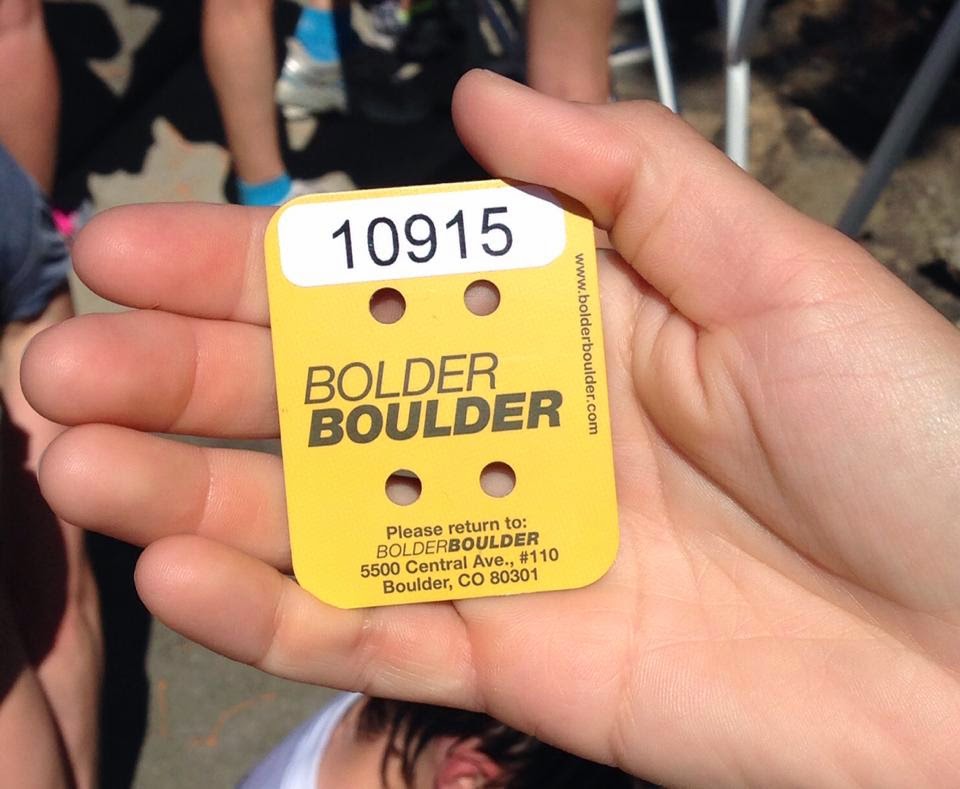 10915
www.bolderboulder.com
BOLDER
BOULDER
Please return to:
BOLDERBOULDER
5500 Central Ave., #110
Boulder, CO 80301